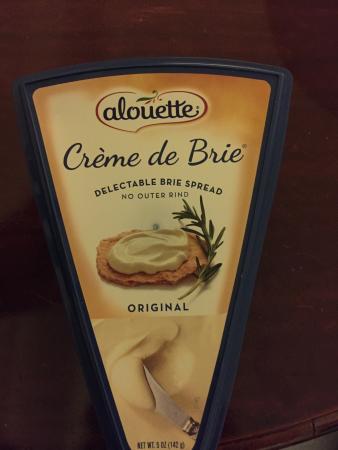 alouette
Crème de Brie®
DELECTABLE BRIE SPREAD
NO OUTER RIND
ORIGINAL
NET WT. 5 OZ (142 g)